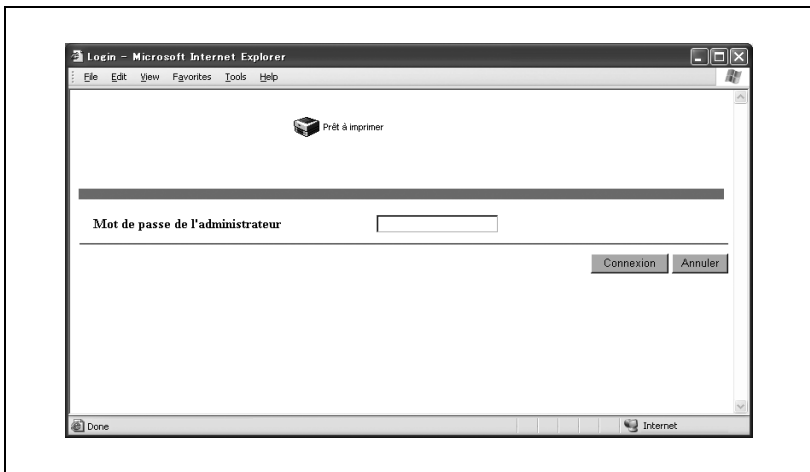 Login - Microsoft Internet Explorer
File Edit View Favorites Tools Help
Prêt à imprimer
Mot de passe de l'administrateur
Connexion Annuler
Done Internet